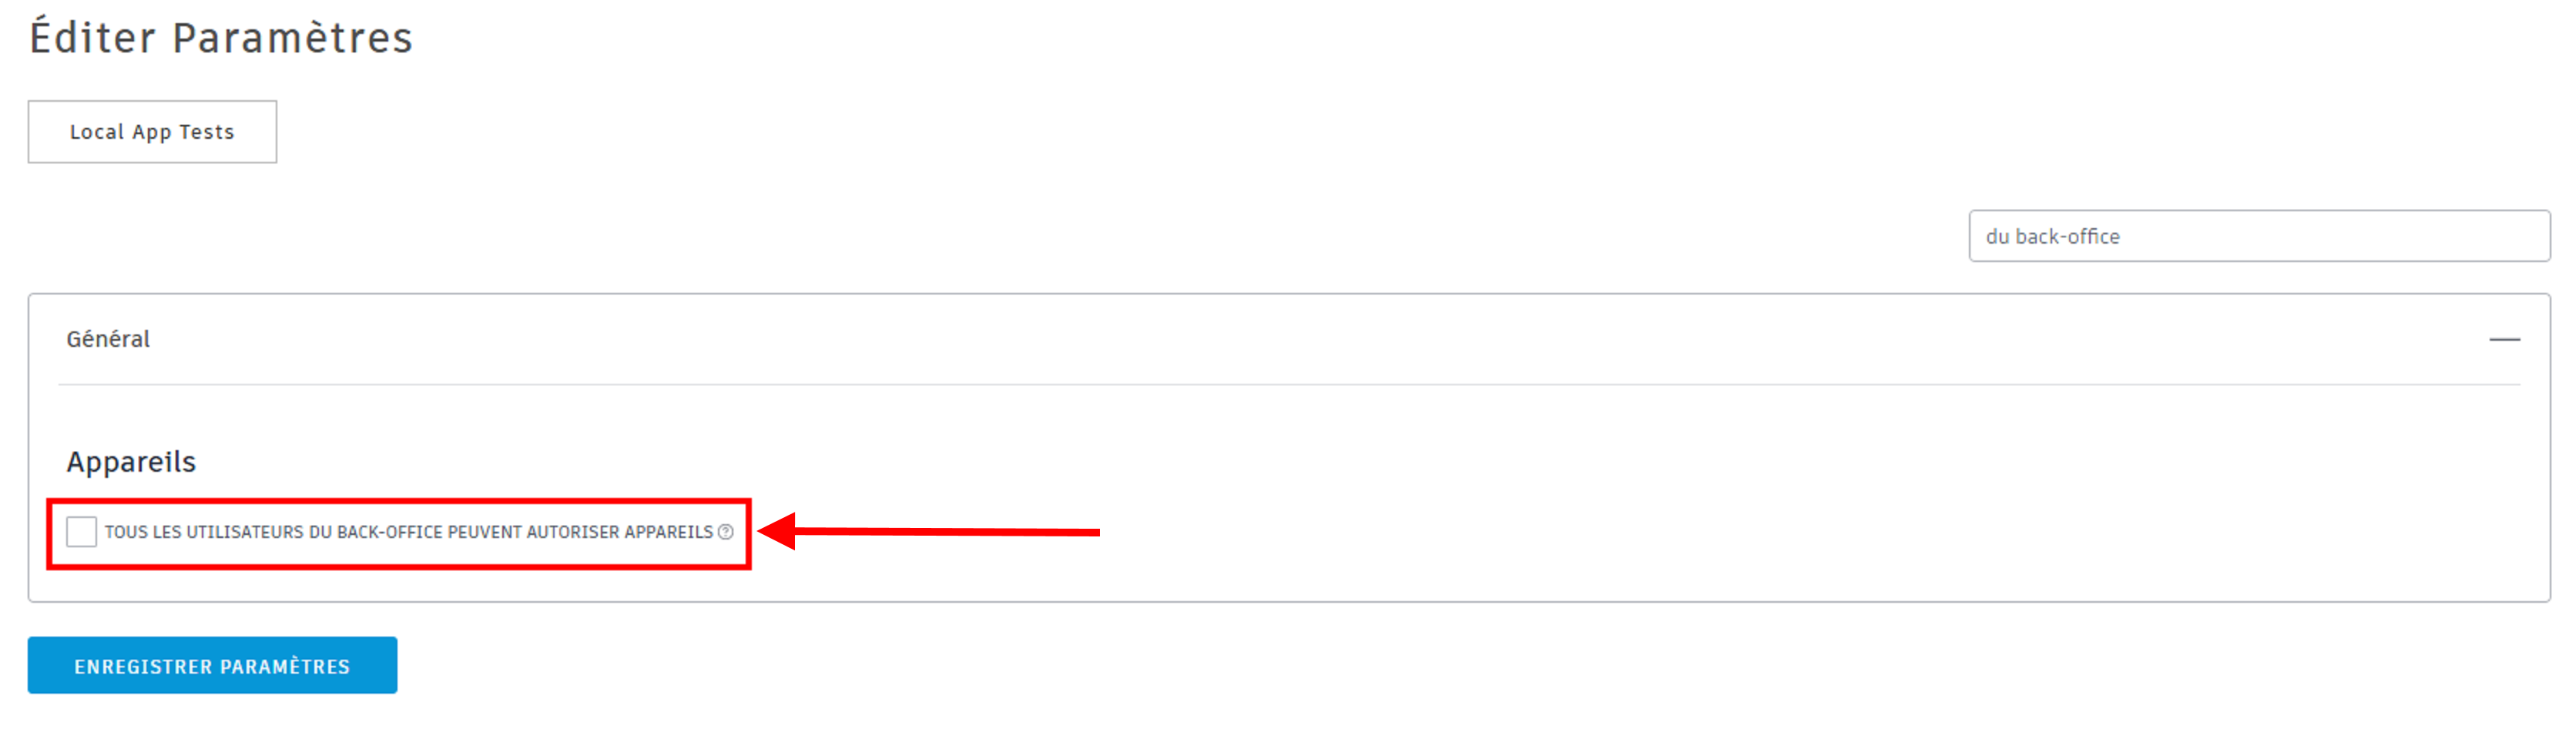 Éditer Paramètres
Local App Tests
du back-office
Général
Appareils
TOUS LES UTILISATEURS DU BACK-OFFICE PEUVENT AUTORISER APPAREILS ?
ENREGISTRER PARAMÈTRES